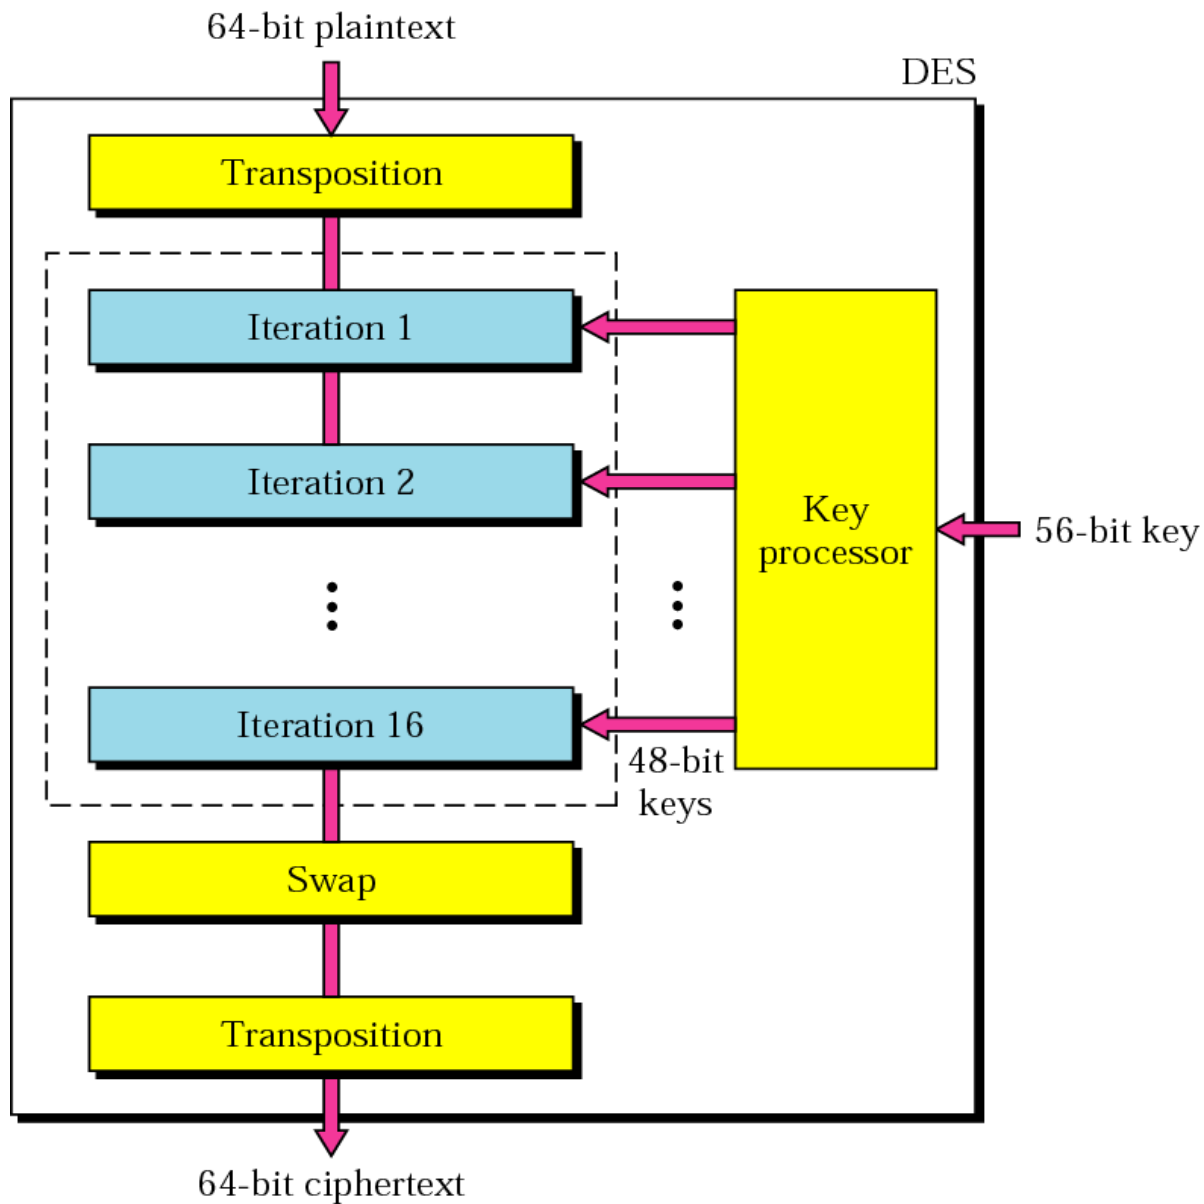 64-bit plaintext
DES
Transposition
Iteration 1
Iteration 2
Key
processor
56-bit key
Iteration 16
48-bit
keys
Swap
Transposition
64-bit ciphertext